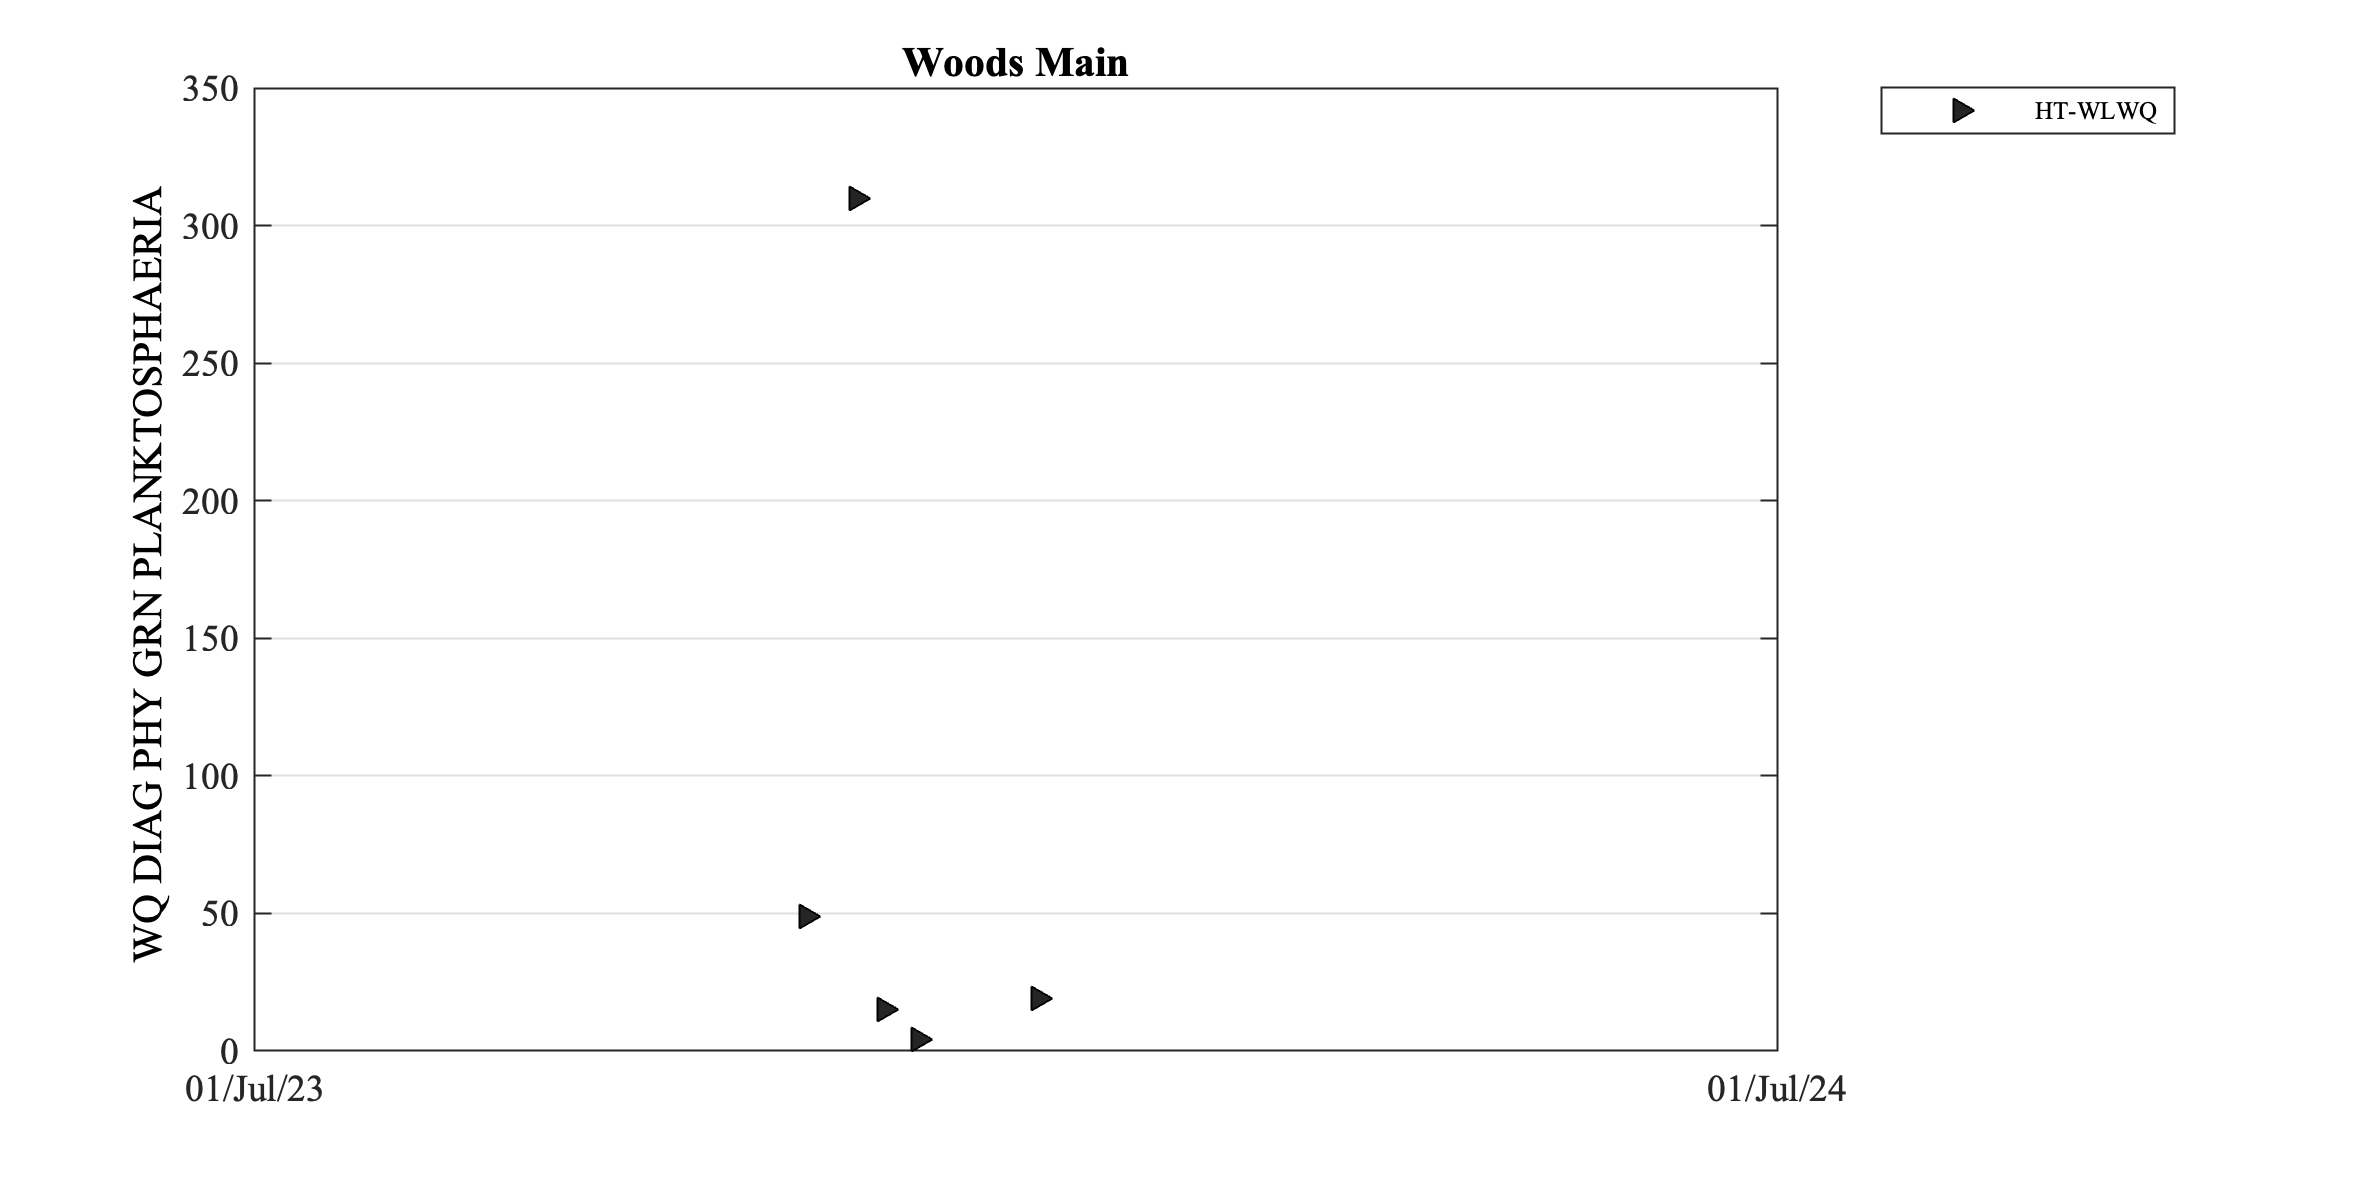 Woods Main
HT-WLWQ
WQ DIAG PHY GRN PLANKTOSPHAERIA
350
300
250
200
150
100
50
0
01/Jul/23
01/Jul/24